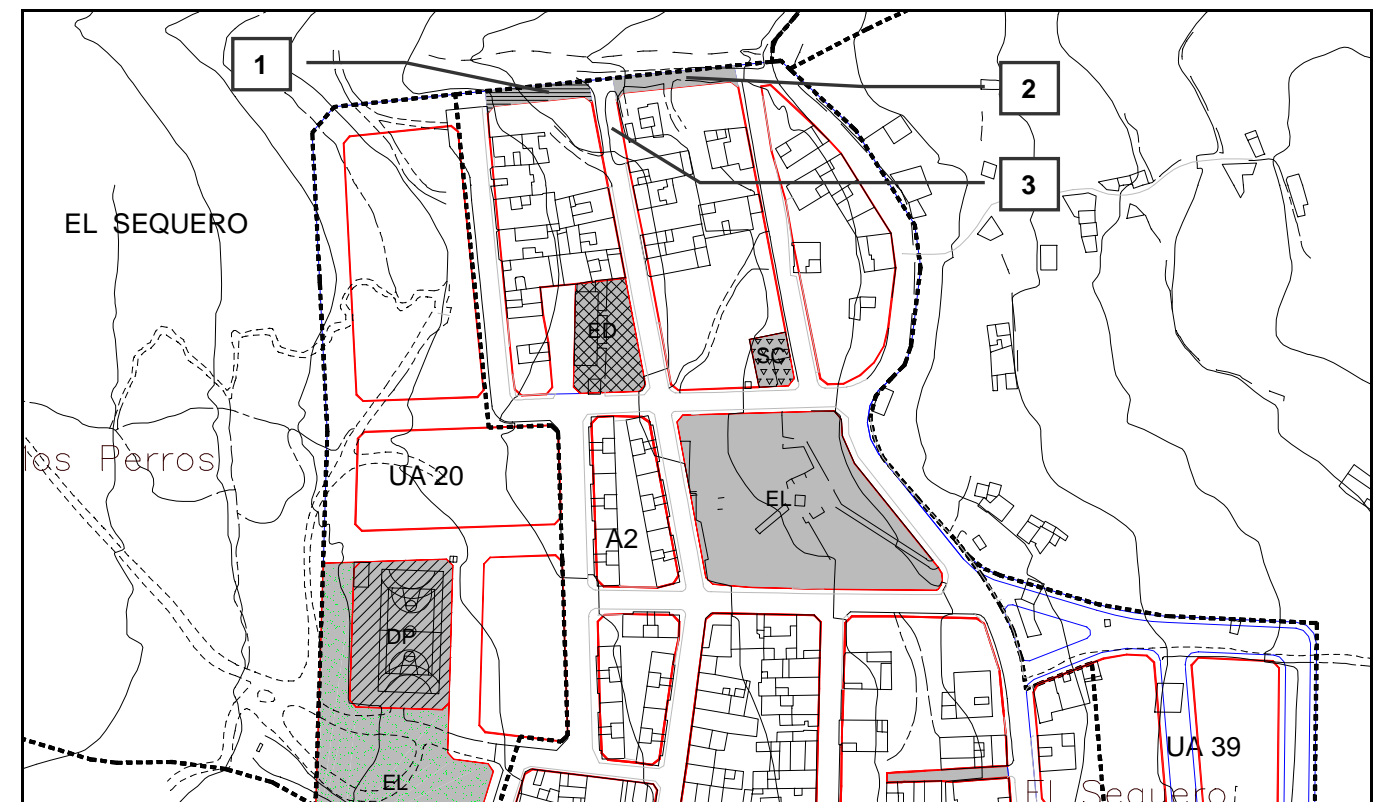 1
2
3
EL SEQUERO
ED
SC
los Perros
UA 20
EL
A2
DP
UA 39
EL
El Sequero